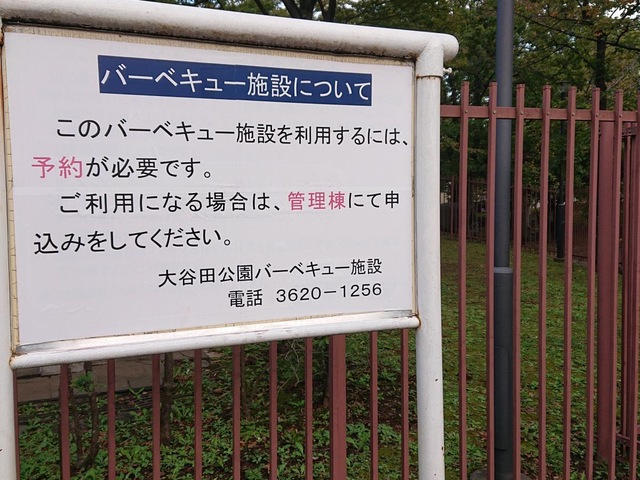 バーベキュー施設について
このバーベキュー施設を利用するには、
予約が必要です。
ご利用になる場合は、管理棟にて申
込みをしてください。
大谷田公園バーベキュー施設
電話 3620-1256